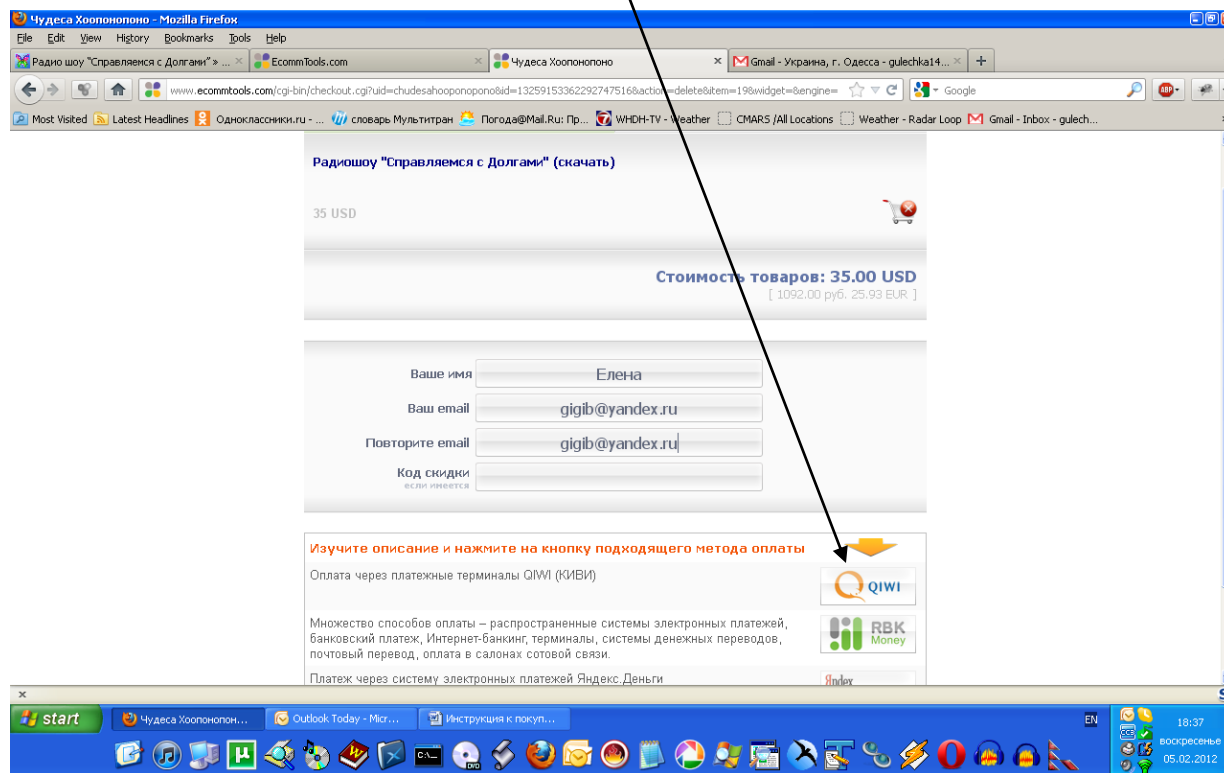 Чудеса Хоопонопоно - Mozilla Firefox
File Edit View History Bookmarks Tools Help
Радио шоу "Справляемся с Долгами" » ... ×
EcommTools.com ×
Чудеса Хоопонопоно ×
Gmail - Украина, г. Одесса - gulechka14... ×
www.ecommtools.com/cgi-bin/checkout.cgi?uid=chudesahoponopono&id=13259153362292747516&action=delete&item=19&widget=&engine=
Google
ABP
Most Visited Latest Headlines Одноклассники.ru - ... словарь Мультитран Погода@Mail.Ru: Пр... WHDH-TV - Weather CMARS /All Locations Weather - Radar Loop Gmail - Inbox - gulech...
Радиошоу "Справляемся с Долгами" (скачать)
35 USD
Стоимость товаров: 35.00 USD
[ 1092.00 руб. 25.93 EUR ]
Ваше имя Елена
Ваш email gigib@yandex.ru
Повторите email gigib@yandex.ru
Код скидки
если имеется
Изучите описание и нажмите на кнопку подходящего метода оплаты
Оплата через платежные терминалы QIWI (КИВИ)
QIWI
Множество способов оплаты – распространенные системы электронных платежей,
банковский платеж, Интернет-банкинг, терминалы, системы денежных переводов,
почтовый перевод, оплата в салонах сотовой связи.
RBK
Money
Платеж через систему электронных платежей Яндекс.Деньги
Яndex
start
Чудеса Хоопонопон...
Outlook Today - Micr...
Инструкция к покуп...
EN
18:37
воскресенье
05.02.2012